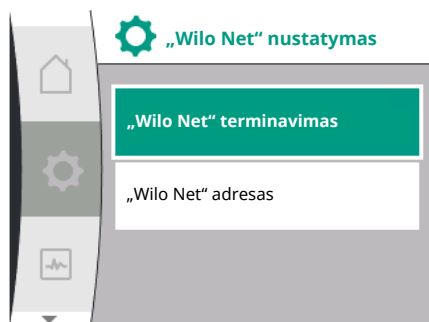 „Wilo Net“ nustatymas
„Wilo Net“ terminavimas
„Wilo Net“ adresas